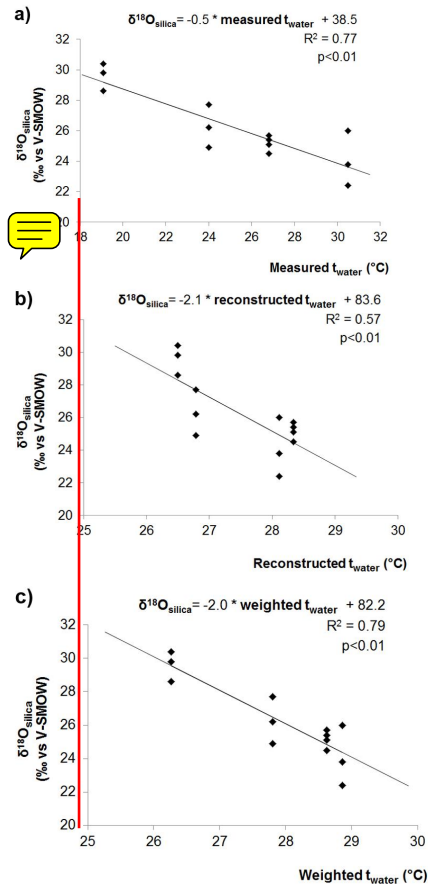 a)
δ¹⁸Osilica= -0.5 * measured twater + 38.5
R² = 0.77
p<0.01
δ¹⁸Osilica
(‰ vs V-SMOW)
32
30
28
26
24
22
20
18 20 22 24 26 28 30 32
Measured twater (°C)
b)
δ¹⁸Osilica= -2.1 * reconstructed twater + 83.6
R² = 0.57
p<0.01
δ¹⁸Osilica
(‰ vs V-SMOW)
32
30
28
26
24
22
20
25 26 27 28 29 30
Reconstructed twater (°C)
c)
δ¹⁸Osilica= -2.0 * weighted twater + 82.2
R² = 0.79
p<0.01
δ¹⁸Osilica
(‰ vs V-SMOW)
32
30
28
26
24
22
20
25 26 27 28 29 30
Weighted twater (°C)